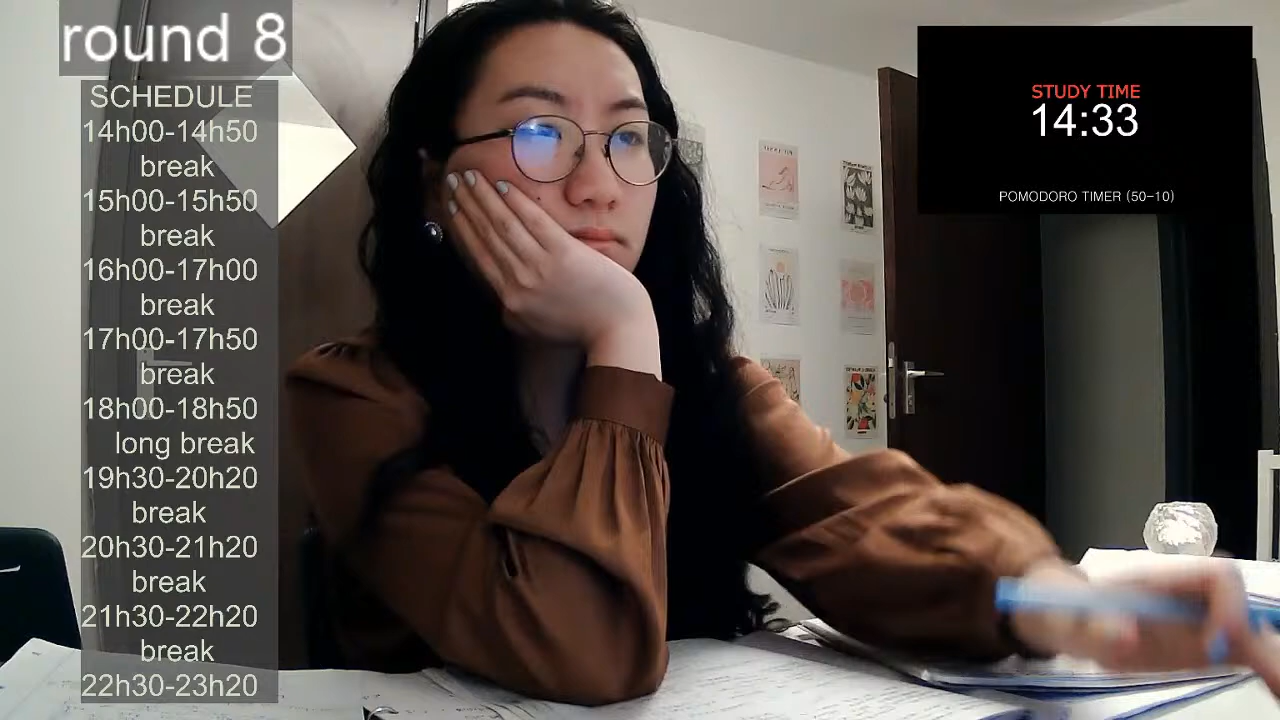 round 8
SCHEDULE
14h00-14h50
break
15h00-15h50
break
16h00-17h00
break
17h00-17h50
break
18h00-18h50
long break
19h30-20h20
break
20h30-21h20
break
21h30-22h20
break
22h30-23h20
STUDY TIME
14:33
POMODORO TIMER (50-10)